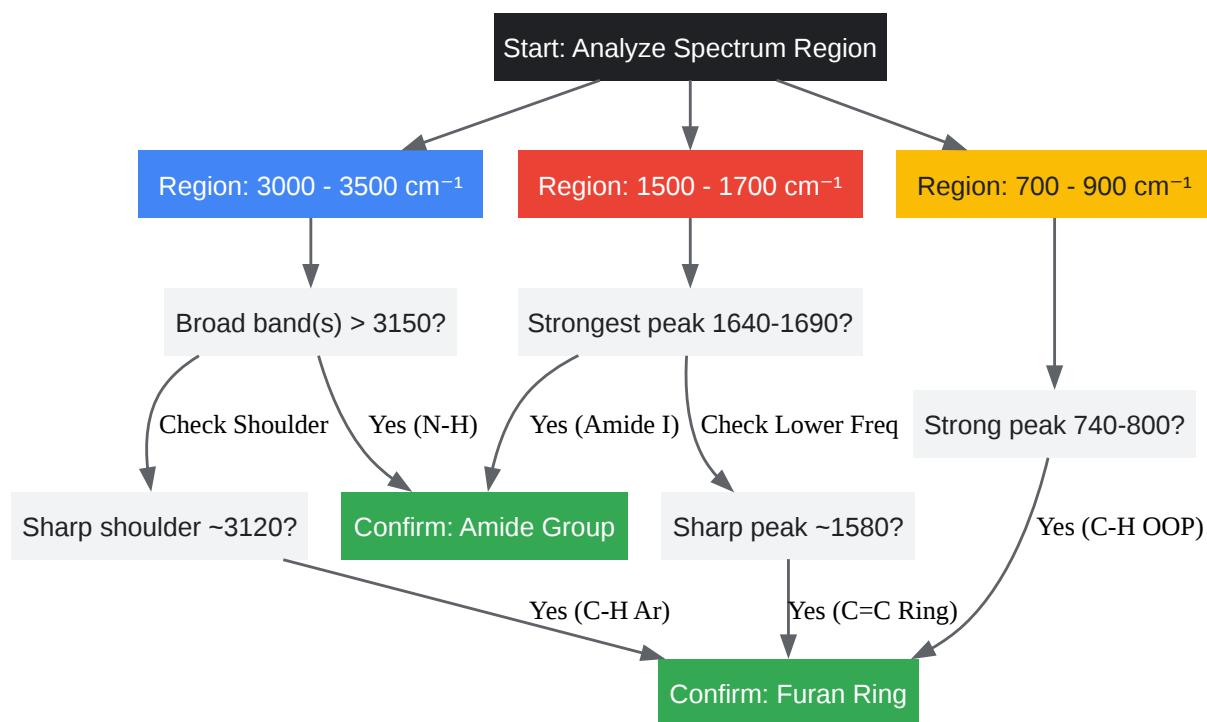 Start: Analyze Spectrum Region
Region: 3000 - 3500 cm⁻¹
Region: 1500 - 1700 cm⁻¹
Region: 700 - 900 cm⁻¹
Broad band(s) > 3150?
Strongest peak 1640-1690?
Check Shoulder
Yes (N-H)
Yes (Amide I)
Check Lower Freq
Strong peak 740-800?
Sharp shoulder ~3120?
Confirm: Amide Group
Sharp peak ~1580?
Yes (C-H OOP)
Yes (C-H Ar)
Yes (C=C Ring)
Confirm: Furan Ring